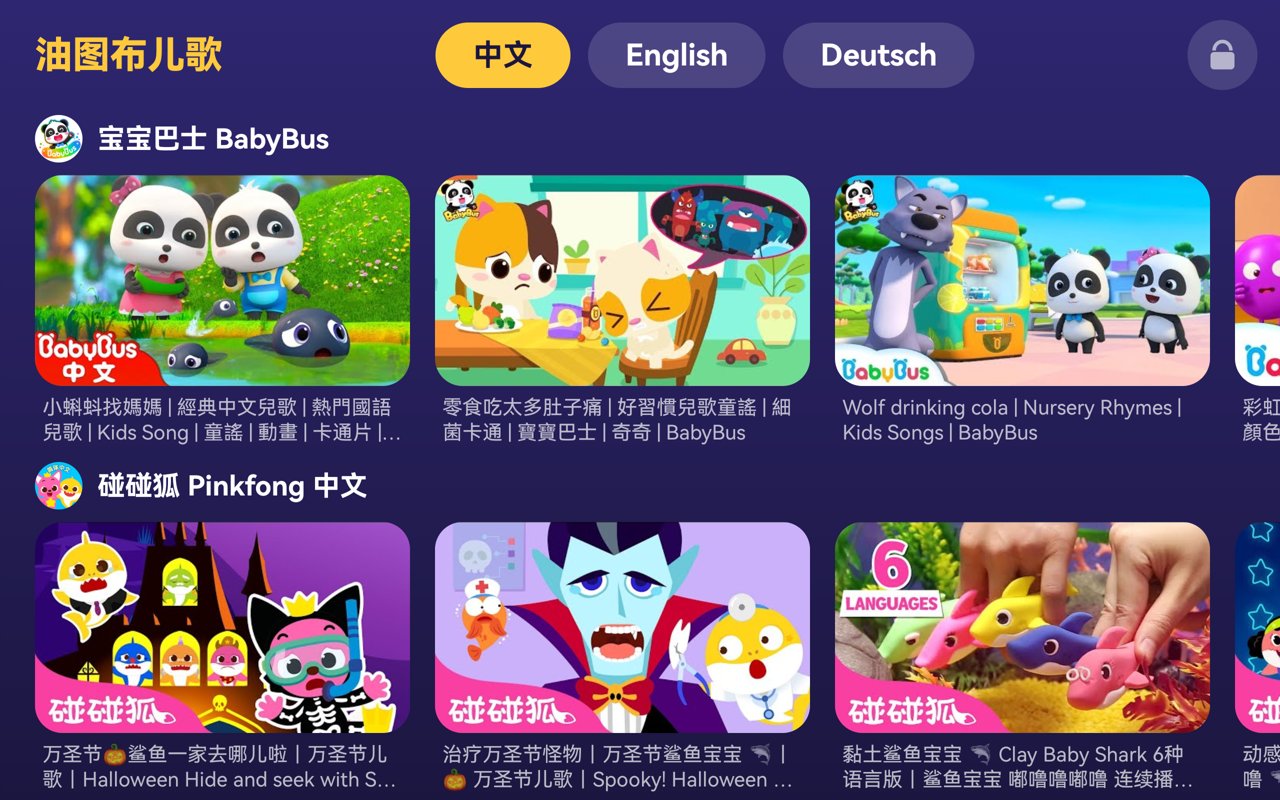 油图布儿歌
中文
English
Deutsch
宝宝巴士 BabyBus
BabyBus
中文
BabyBus
BabyBus
BabyBus
小蝌蚪找媽媽 | 經典中文兒歌 | 熱門國語
兒歌 | Kids Song | 童謠 | 動畫 | 卡通片 |...
零食吃太多肚子痛 | 好習慣兒歌童謠 | 細
菌卡通 | 寶寶巴士 | 奇奇 | BabyBus
Wolf drinking cola | Nursery Rhymes |
Kids Songs | BabyBus
彩虹
顏色
碰碰狐 Pinkfong 中文
碰碰狐
碰碰狐
6
LANGUAGES
碰碰狐
万圣节🎃鲨鱼一家去哪儿啦｜万圣节儿
歌｜Halloween Hide and seek with S...
治疗万圣节怪物｜万圣节鲨鱼宝宝 🦈｜
🎃 万圣节儿歌｜Spooky! Halloween ...
黏土鲨鱼宝宝 🦈 Clay Baby Shark 6种
语言版｜鲨鱼宝宝 嘟噜噜嘟噜 连续播...
动感
噜